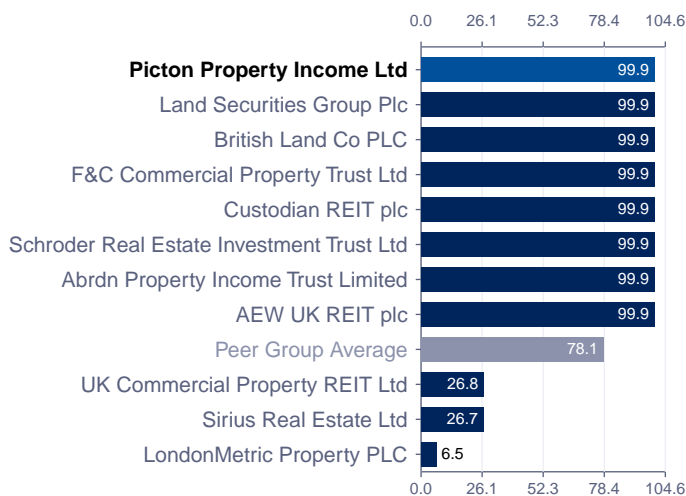 0.0 26.1 52.3 78.4 104.6
Picton Property Income Ltd 99.9
Land Securities Group Plc 99.9
British Land Co PLC 99.9
F&C Commercial Property Trust Ltd 99.9
Custodian REIT plc 99.9
Schroder Real Estate Investment Trust Ltd 99.9
Abrdn Property Income Trust Limited 99.9
AEW UK REIT plc 99.9
Peer Group Average 78.1
UK Commercial Property REIT Ltd 26.8
Sirius Real Estate Ltd 26.7
LondonMetric Property PLC 6.5
0.0 26.1 52.3 78.4 104.6